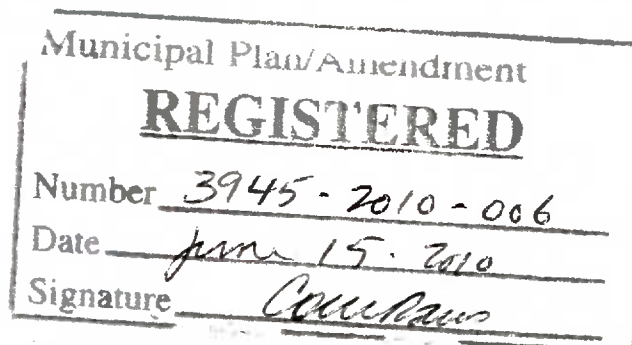 Municipal Plan/Amendment
REGISTERED
Number 3945-2010-006
Date June 15. 2010
Signature